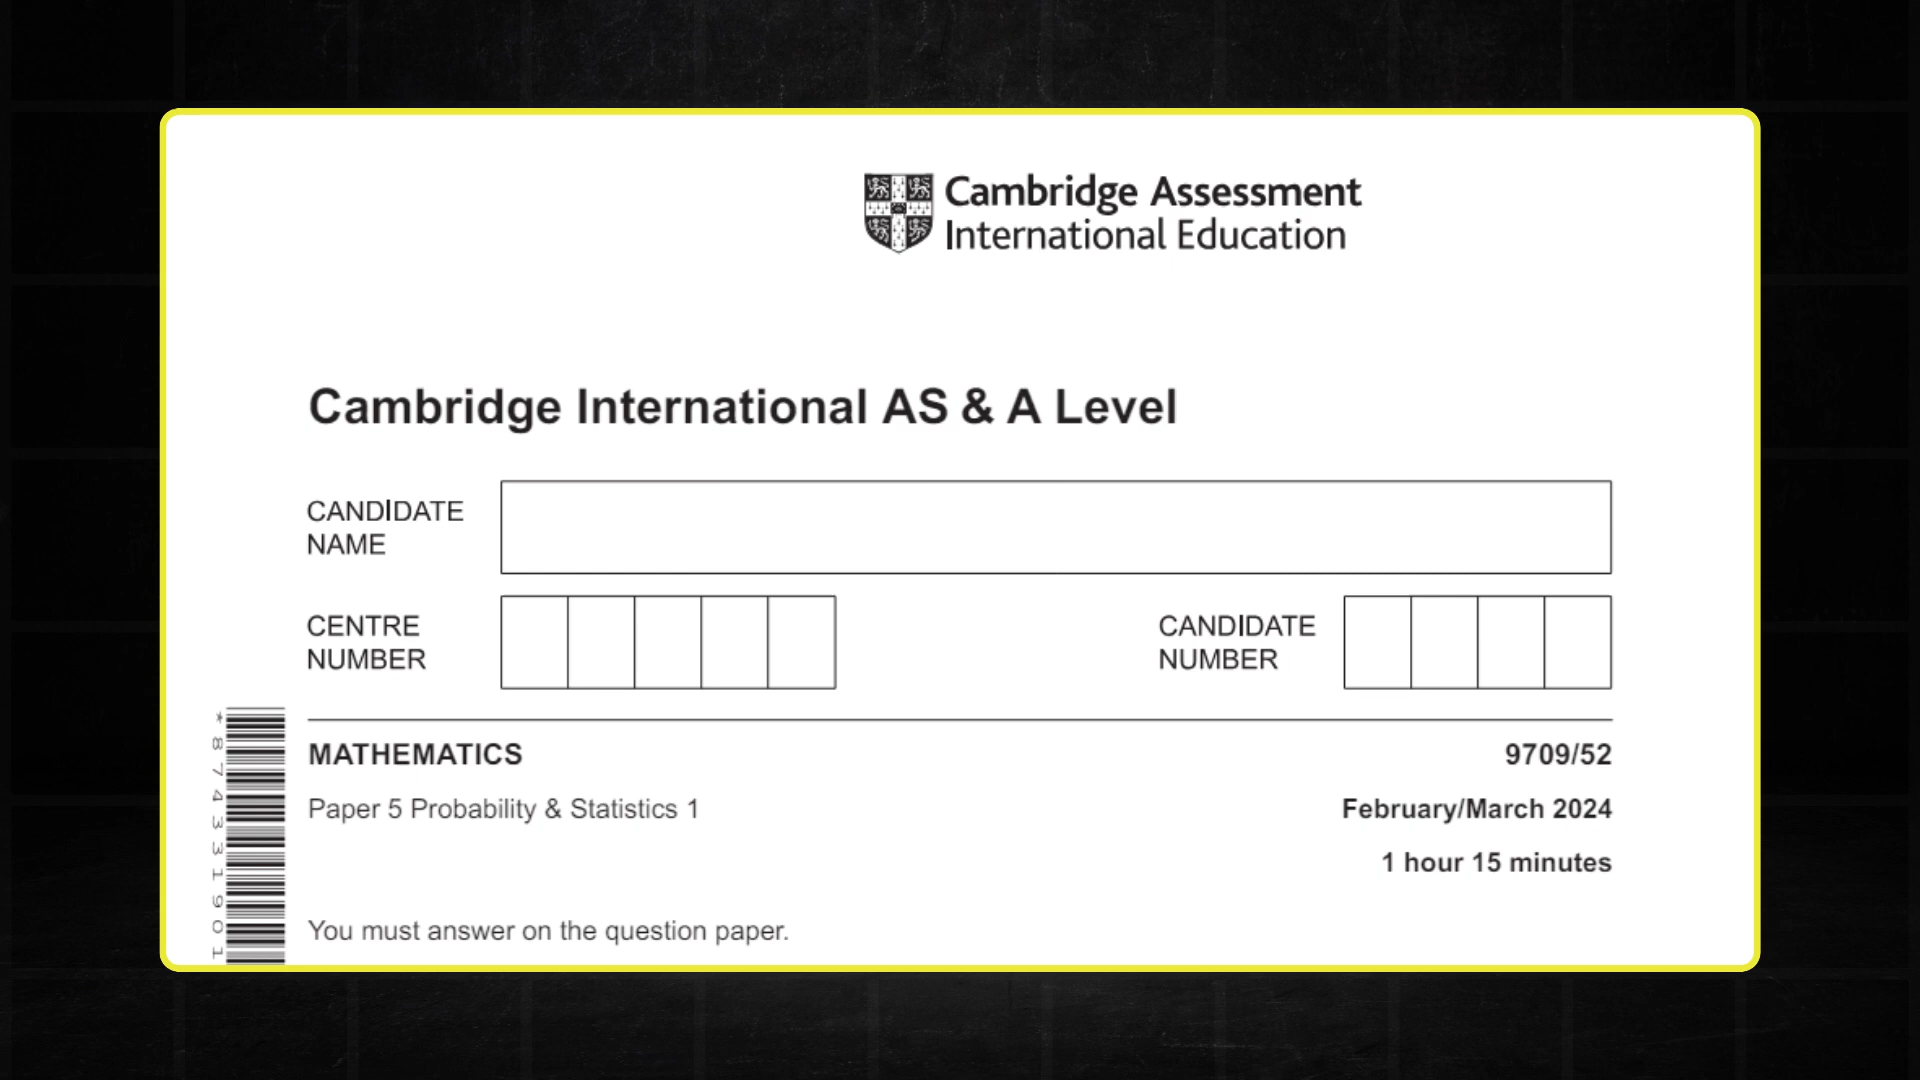 Cambridge Assessment
International Education
Cambridge International AS & A Level
CANDIDATE
NAME
CENTRE
NUMBER
CANDIDATE
NUMBER
MATHEMATICS 9709/52
Paper 5 Probability & Statistics 1 February/March 2024
1 hour 15 minutes
You must answer on the question paper.
*874331901